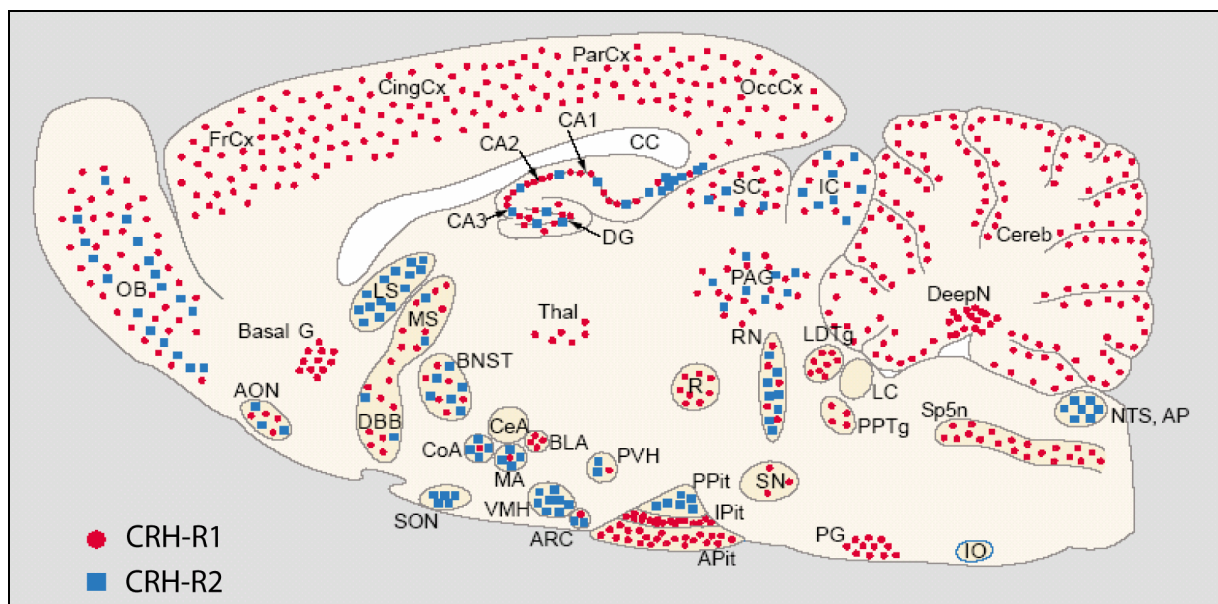 ParCx
CingCx
OccCx
FrCx
CA1
CA2
CC
SC
IC
CA3
DG
Cereb
OB
LS
MS
PAG
DeepN
Thal
Basal G
RN
LDTg
BNST
R
LC
AON
DBB
CeA
PPTg
Sp5n
NTS, AP
CoA
BLA
MA
PVH
PPit
SN
SON
VMH
IPit
ARC
APit
PG
IO
CRH-R1
CRH-R2